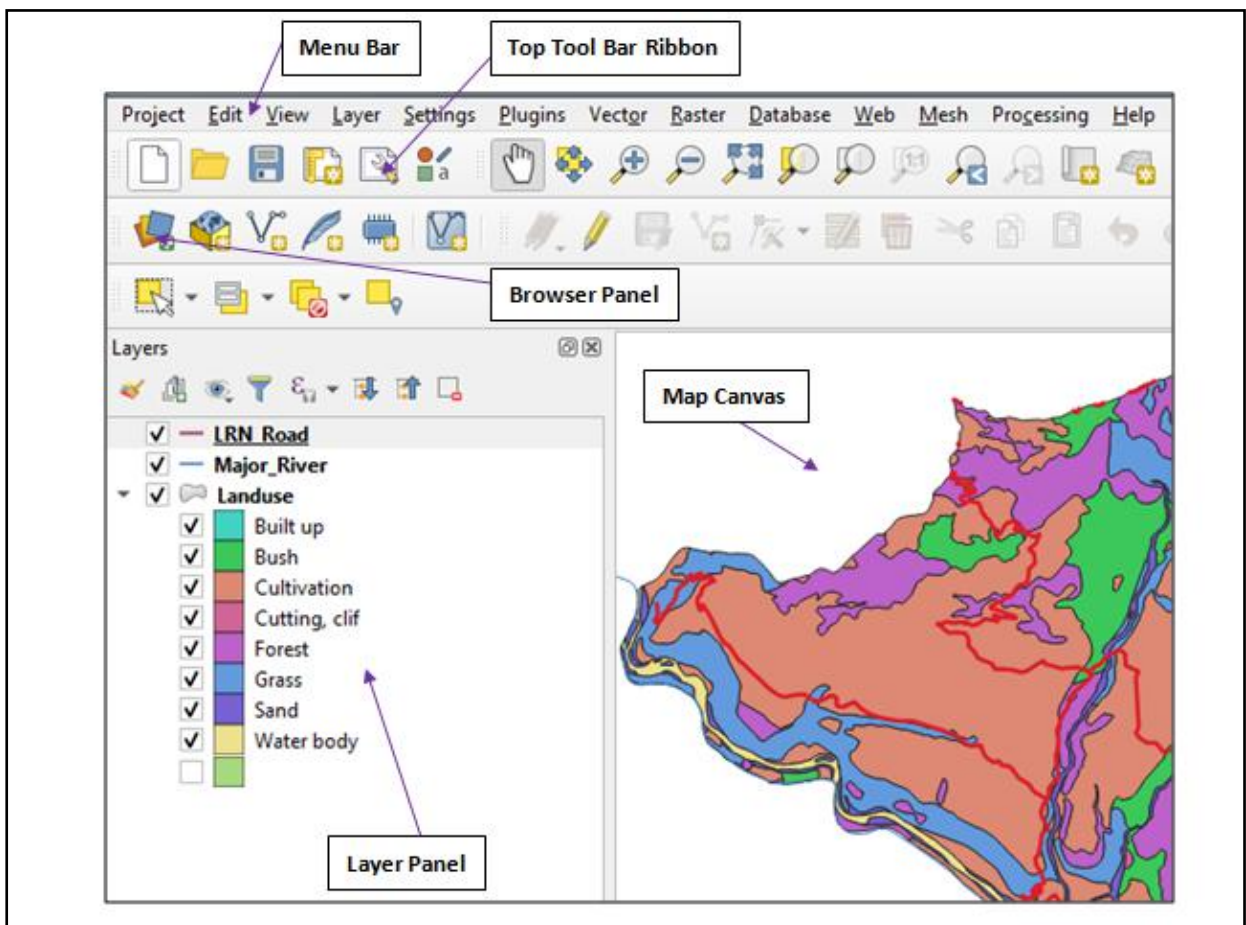 Menu Bar
Top Tool Bar Ribbon
Project Edit View Layer Settings Plugins Vector Raster Database Web Mesh Processing Help
a
1:1
Browser Panel
Layers
ε
Map Canvas
LRN_Road
Major_River
Landuse
Built up
Bush
Cultivation
Cutting, clif
Forest
Grass
Sand
Water body
Layer Panel